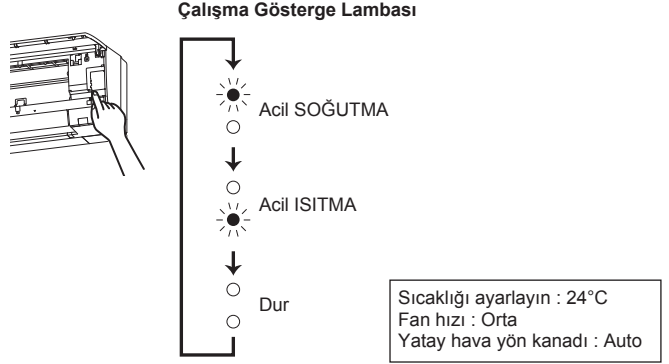 Çalışma Gösterge Lambası
Acil SOĞUTMA
Acil ISITMA
Dur
Sıcaklığı ayarlayın : 24°C
Fan hızı : Orta
Yatay hava yön kanadı : Auto